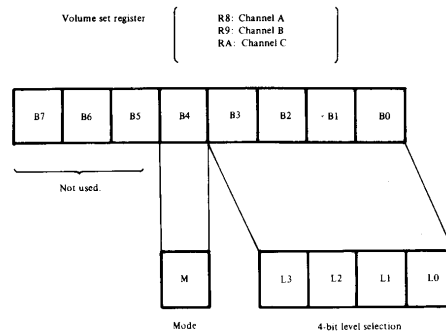 Volume set register
R8: Channel A
R9: Channel B
RA: Channel C
B7 B6 B5 B4 B3 B2 B1 B0
Not used.
M L3 L2 L1 L0
Mode 4-bit level selection